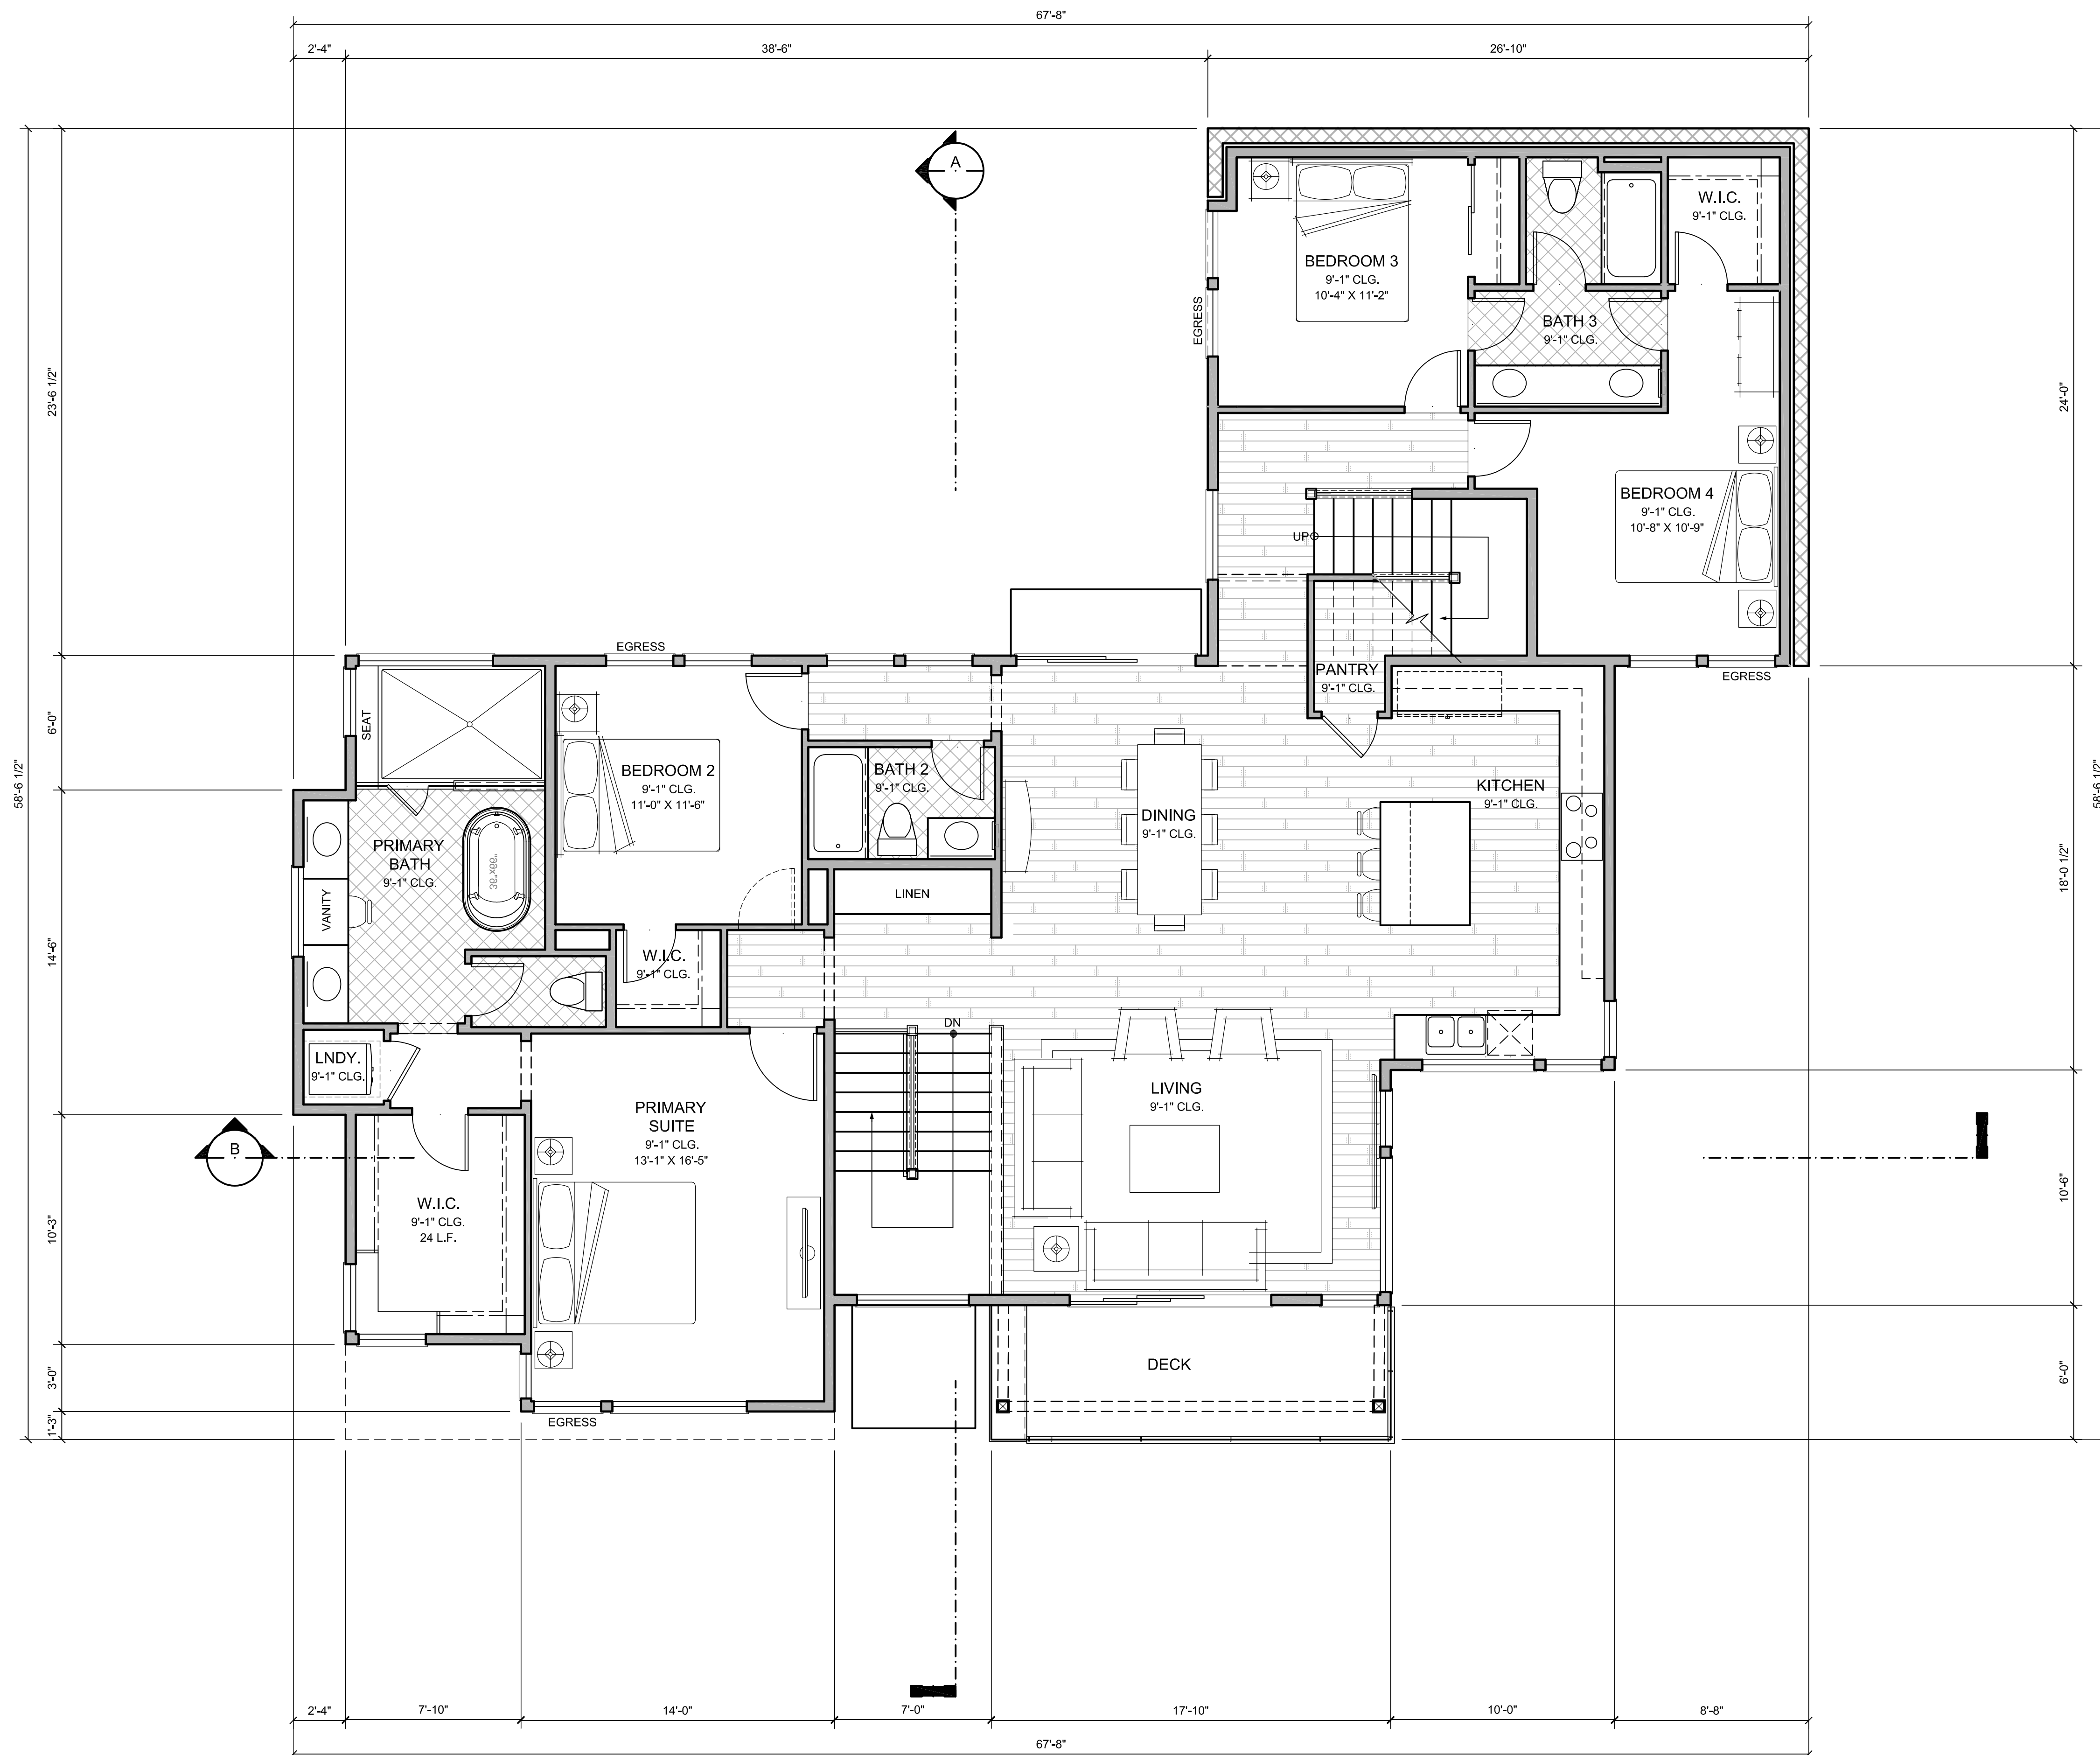 67'-8"
2'-4"
38'-6"
26'-10"
A
W.I.C.
9'-1" CLG.
BEDROOM 3
9'-1" CLG.
10'-4" X 11'-2"
EGRESS
BATH 3
9'-1" CLG.
23'-6 1/2"
24'-0"
BEDROOM 4
9'-1" CLG.
10'-8" X 10'-9"
UP
EGRESS
PANTRY
9'-1" CLG.
EGRESS
SEAT
6'-0"
58'-6 1/2"
58'-6 1/2"
BEDROOM 2
9'-1" CLG.
11'-0" X 11'-6"
BATH 2
9'-1" CLG.
KITCHEN
9'-1" CLG.
DINING
9'-1" CLG.
PRIMARY
BATH
9'-1" CLG.
36"x66"
VANITY
LINEN
18'-0 1/2"
14'-6"
W.I.C.
9'-1" CLG.
DN
LNDY.
9'-1" CLG.
LIVING
9'-1" CLG.
PRIMARY
SUITE
9'-1" CLG.
13'-1" X 16'-5"
B
W.I.C.
9'-1" CLG.
24 L.F.
10'-3"
10'-6"
DECK
3'-0"
6'-0"
1'-3"
EGRESS
2'-4"
7'-10"
14'-0"
7'-0"
17'-10"
10'-0"
8'-8"
67'-8"